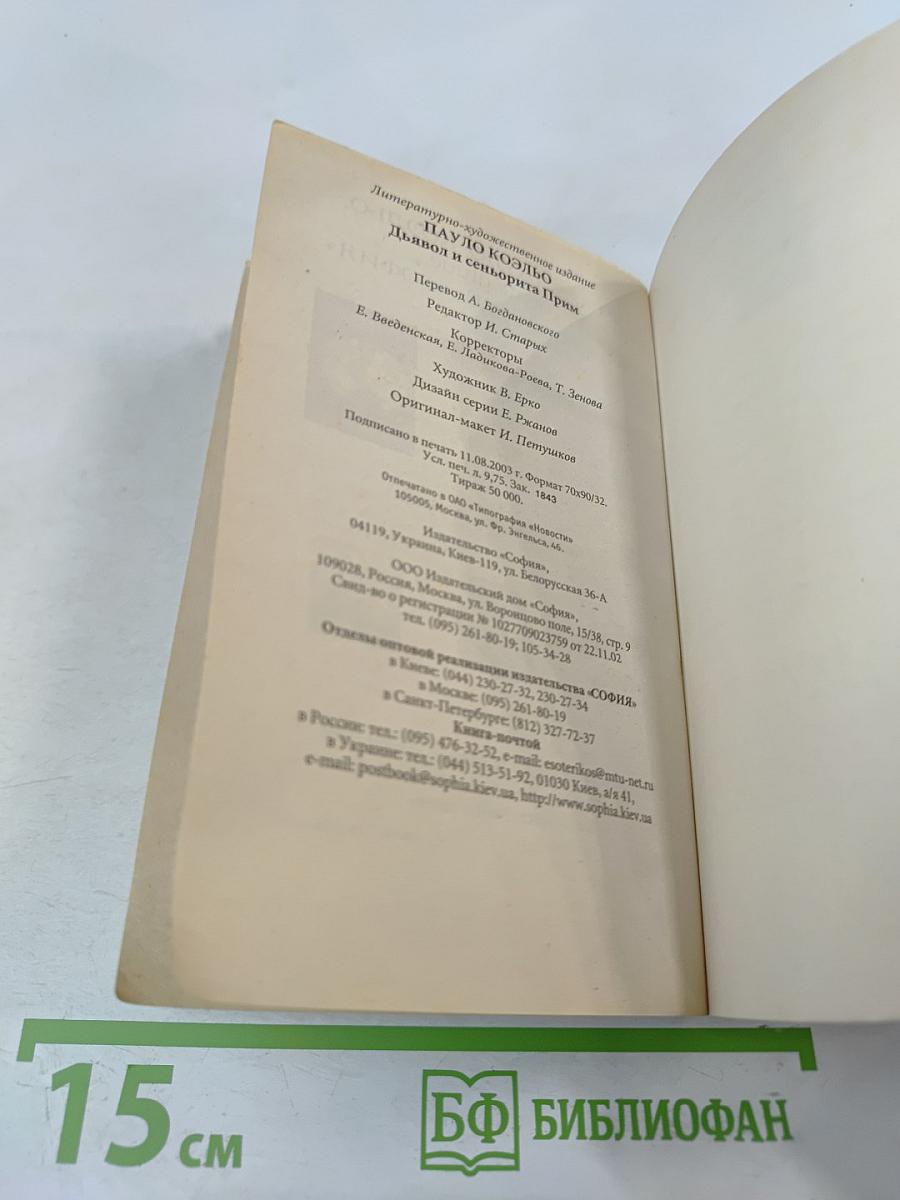 Литературно-художественное издание
ПАУЛО КОЭЛЬО
Дьявол и сеньорита Прим
Перевод А. Богдановского
Редактор И. Старых
Корректоры
Е. Введенская, Е. Ладикова-Роева, Т. Зенова
Художник В. Ерко
Дизайн серии Е. Ржанов
Оригинал-макет И. Петушков
Подписано в печать 11.08.2003 г. Формат 70x90/32.
Усл. печ. л. 9,75. Зак. 1843
Тираж 50 000.
Отпечатано в ОАО «Типография «Новости»
105005, Москва, ул. Фр. Энгельса, 46.
Издательство «София»,
04119, Украина, Киев-119, ул. Белорусская 36-А
ООО Издательский дом «София»,
109028, Россия, Москва, ул. Воронцово поле, 15/38, стр. 9
Свид-во о регистрации № 1027709023759 от 22.11.02
тел. (095) 261-80-19; 105-34-28
Отделы оптовой реализации издательства «СОФИЯ»
в Киеве: (044) 230-27-32, 230-27-34
в Москве: (095) 261-80-19
в Санкт-Петербурге: (812) 327-72-37
Книга-почтой
в России: тел.: (095) 476-32-52, e-mail: esoterikos@mtu-net.ru
в Украине: тел.: (044) 513-51-92, 01030 Киев, а/я 41,
e-mail: postbook@sophia.kiev.ua, http://www.sophia.kiev.ua
15 см
БФ БИБЛИОФАН